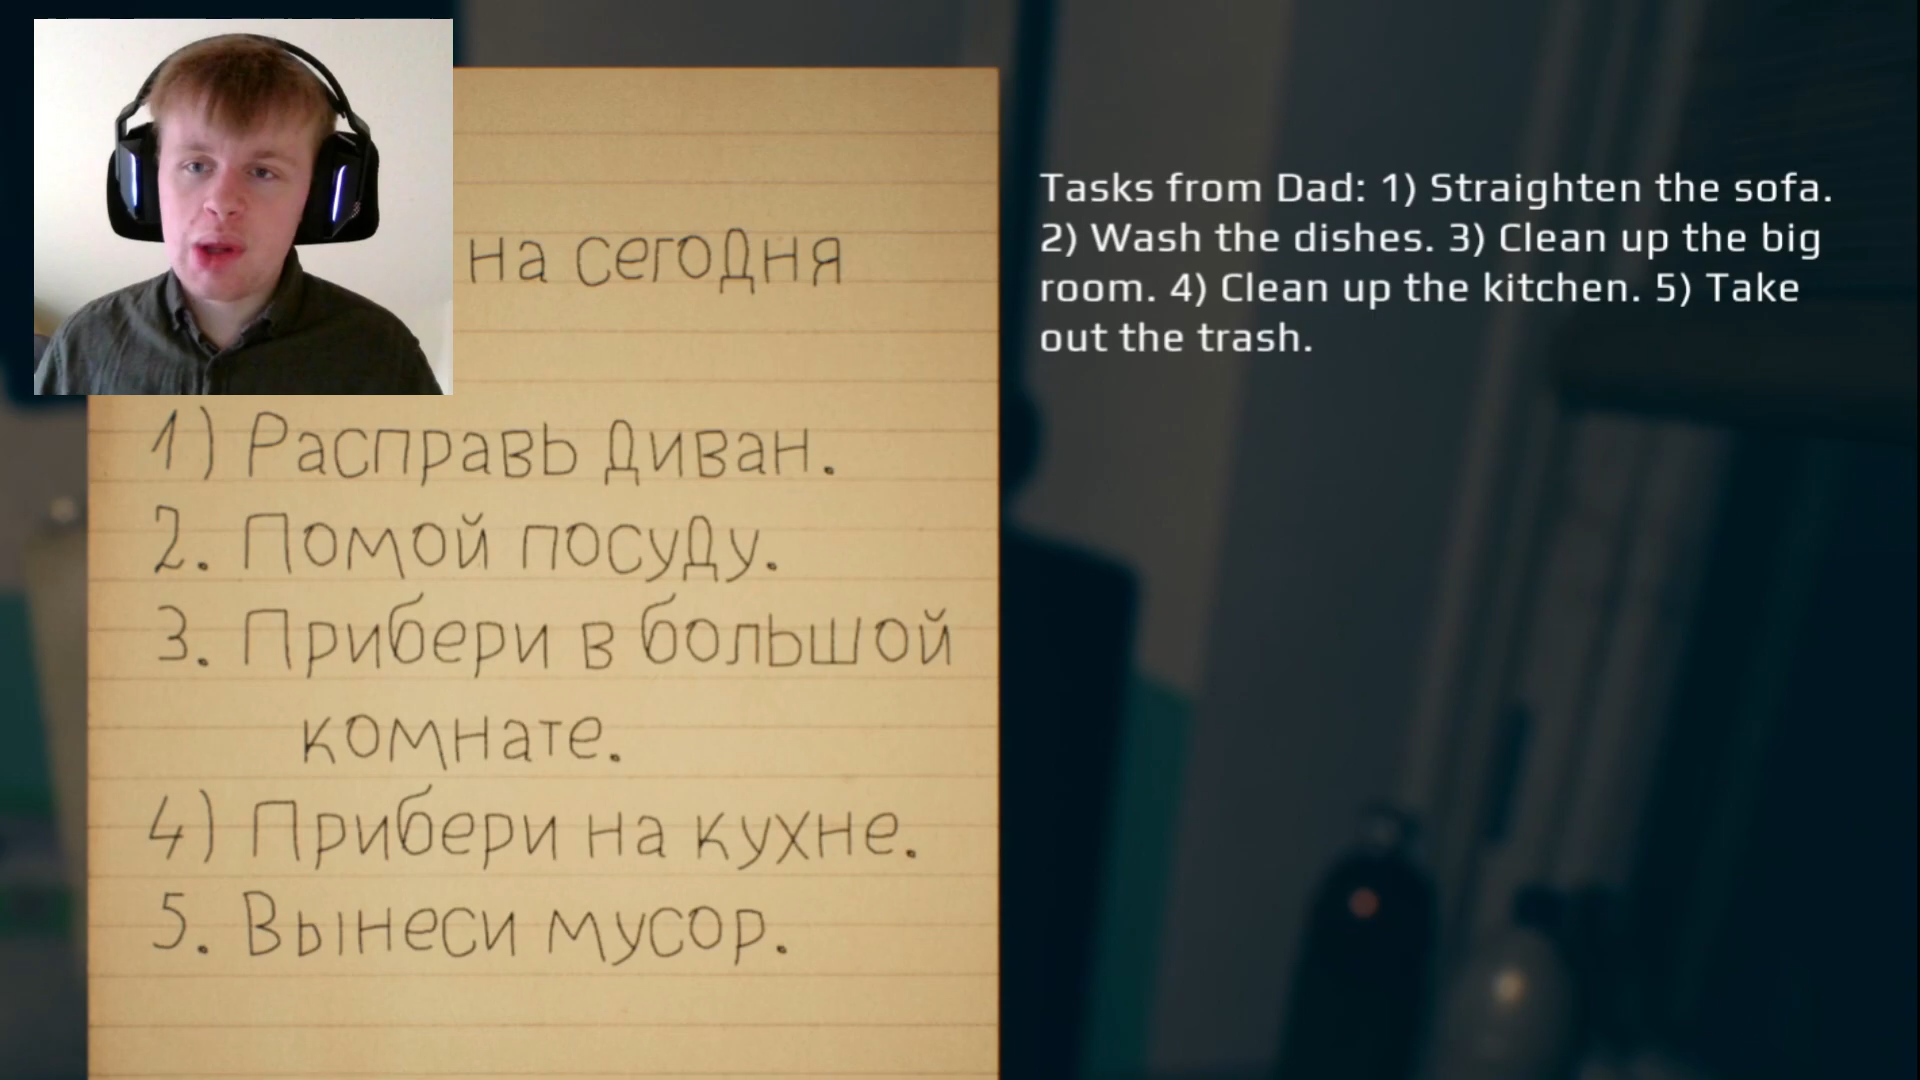 на сегодня
1) Расправь диван.
2. Помой посуду.
3. Прибери в большой
комнате.
4) Прибери на кухне.
5. Вынеси мусор.
Tasks from Dad: 1) Straighten the sofa.
2) Wash the dishes. 3) Clean up the big
room. 4) Clean up the kitchen. 5) Take
out the trash.